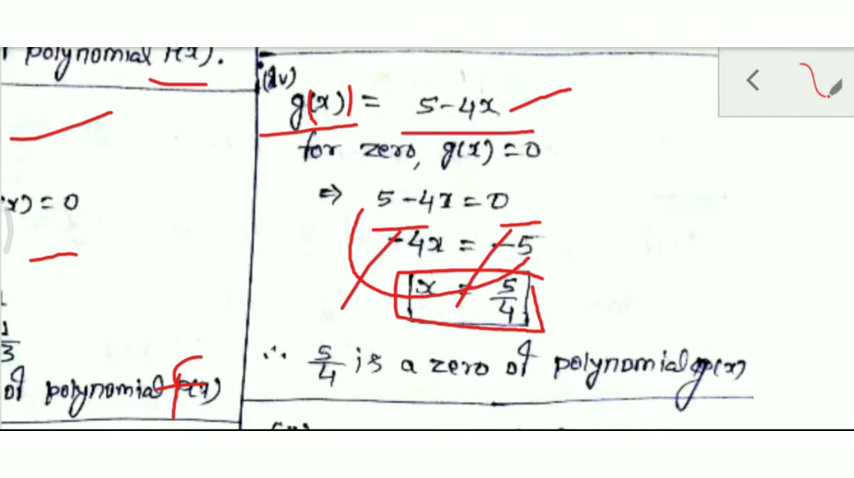 polynomial f(x).
x) = 0
1
3
of polynomial
(iv)
g(x) = 5-4x
for zero, g(x) = 0
⇒ 5-4x = 0
-4x = -5
x = 5/4
∴ 5/4 is a zero of polynomial g(x)